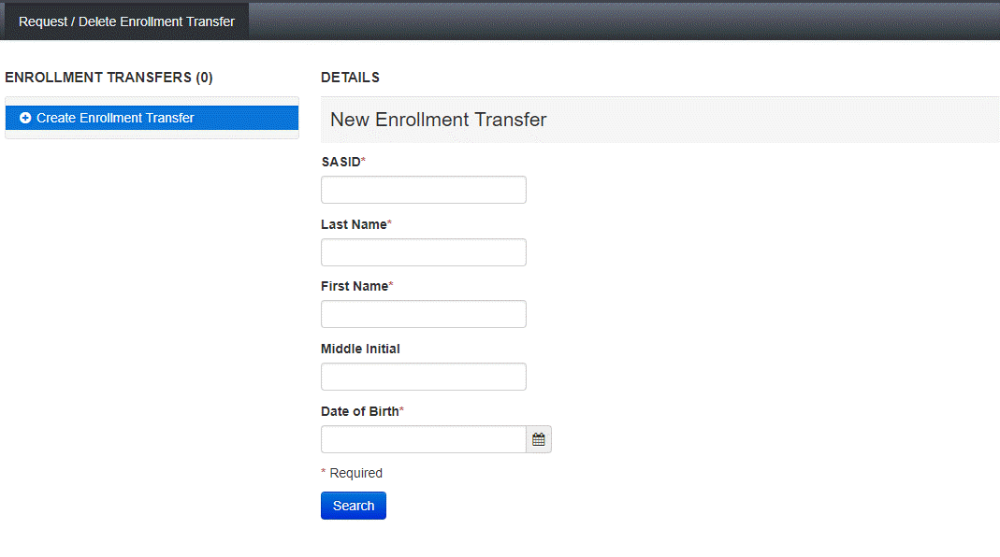 Request / Delete Enrollment Transfer
ENROLLMENT TRANSFERS (0)
Create Enrollment Transfer
DETAILS
New Enrollment Transfer
SASID*
Last Name*
First Name*
Middle Initial
Date of Birth*
* Required
Search